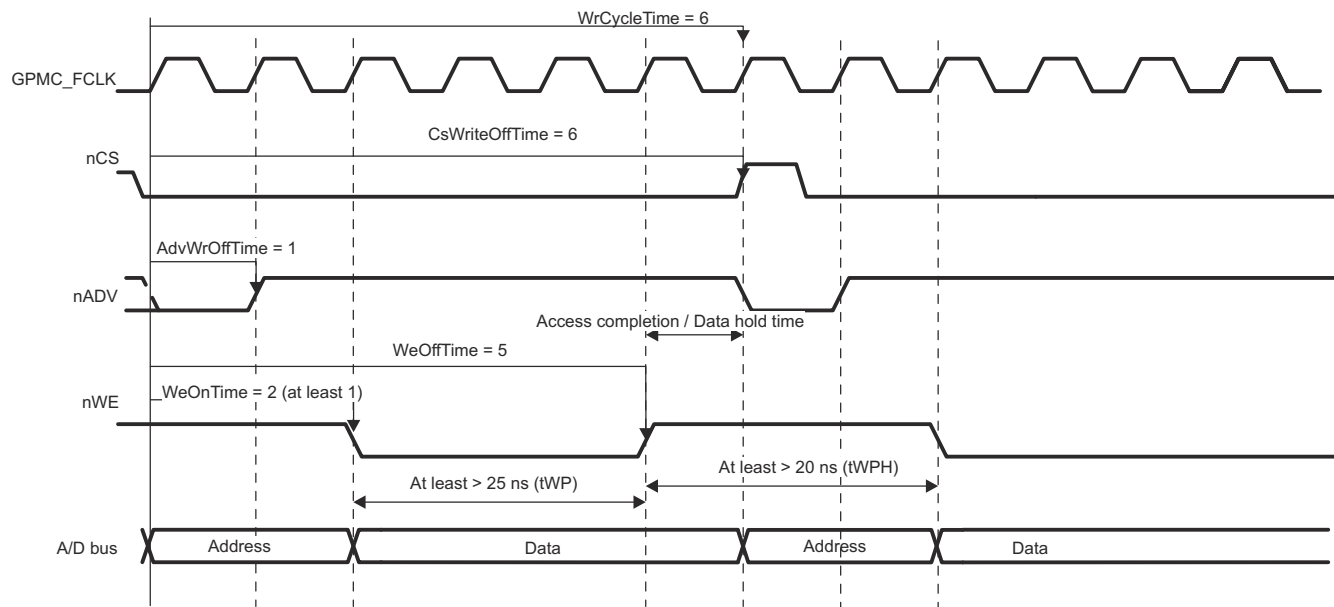 WrCycleTime = 6
GPMC_FCLK
CsWriteOffTime = 6
nCS
AdvWrOffTime = 1
nADV
Access completion / Data hold time
WeOffTime = 5
WeOnTime = 2 (at least 1)
nWE
At least > 25 ns (tWP)
At least > 20 ns (tWPH)
A/D bus
Address
Data
Address
Data